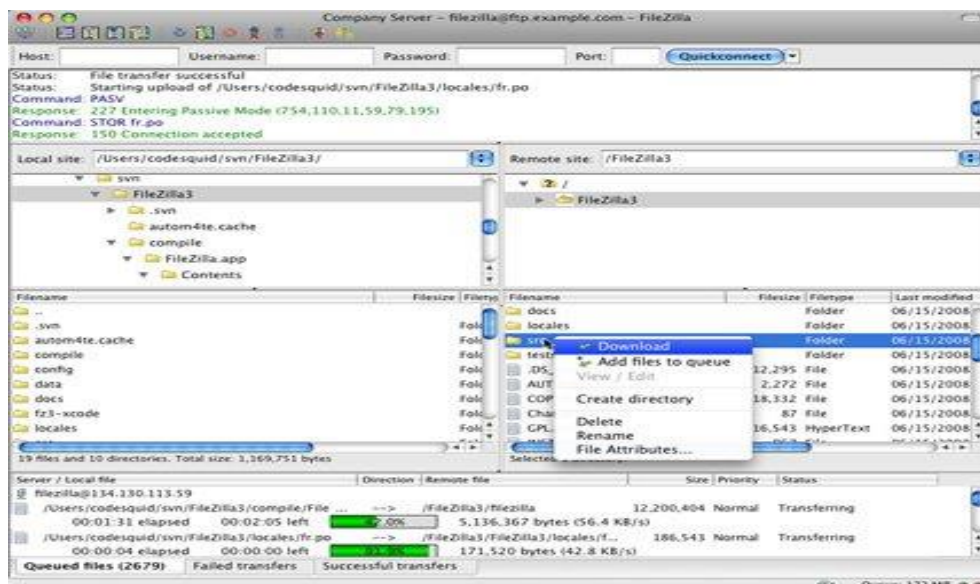 Company Server - filezilla@ftp.example.com - FileZilla
Host: Username: Password: Port: Quickconnect
Status: File transfer successful
Status: Starting upload of /Users/codesquid/svn/FileZilla3/locales/fr.po
Command: PASV
Response: 227 Entering Passive Mode (754,110,11,59,79,195)
Command: STOR fr.po
Response: 150 Connection accepted
Local site: /Users/codesquid/svn/FileZilla3/
svn
FileZilla3
.svn
autom4te.cache
compile
FileZilla.app
Contents
Remote site: /FileZilla3
/
FileZilla3
Filename Filesize
..
.svn
autom4te.cache
compile
config
data
docs
fz3-xcode
locales
19 files and 10 directories. Total size: 1,169,751 bytes
Filename Filesize Filetype Last modified
docs Folder 06/15/2008
locales Folder 06/15/2008
src Folder 06/15/2008
Folder 06/15/2008
12,295 File 06/15/2008
2,272 File 06/15/2008
18,332 File 06/15/2008
87 File 06/15/2008
16,543 HyperText 06/15/2008
Download
Add files to queue
View / Edit
Create directory
Delete
Rename
File Attributes...
Server / Local file Direction Remote file Size Priority Status
filezilla@134.130.113.59
/Users/codesquid/svn/FileZilla3/compile/File ... --> /FileZilla3/filezilla 12,200,404 Normal Transferring
00:01:31 elapsed 00:02:05 left 5,136,367 bytes (56.4 KB/s)
/Users/codesquid/svn/FileZilla3/locales/fr.po --> /FileZilla3/FileZilla3/locales/f... 186,543 Normal Transferring
00:00:04 elapsed 00:00:00 left 171,520 bytes (42.8 KB/s)
Queued files (2679) Failed transfers Successful transfers